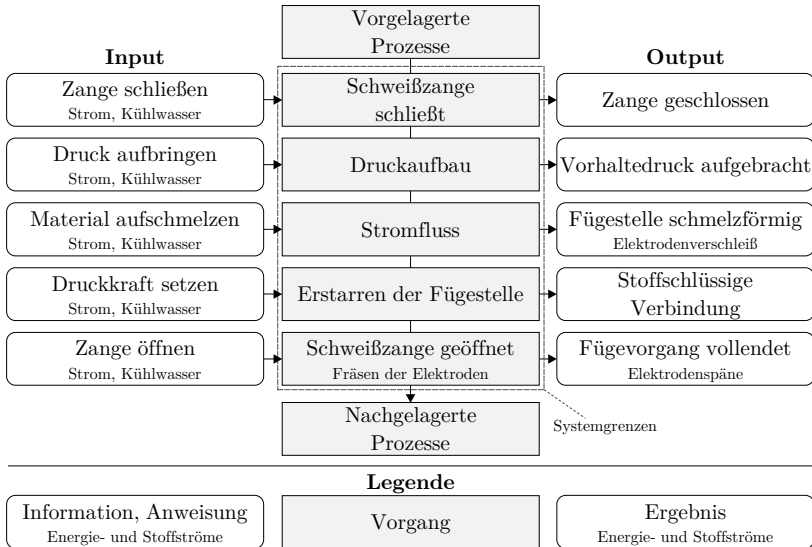 Vorgelagerte
Prozesse
Input
Output
Zange schließen
Strom, Kühlwasser
Schweißzange
schließt
Zange geschlossen
Druck aufbringen
Strom, Kühlwasser
Druckaufbau
Vorhaltedruck aufgebracht
Material aufschmelzen
Strom, Kühlwasser
Stromfluss
Fügestelle schmelzförmig
Elektrodenverschleiß
Druckkraft setzen
Strom, Kühlwasser
Erstarren der Fügestelle
Stoffschlüssige
Verbindung
Zange öffnen
Strom, Kühlwasser
Schweißzange geöffnet
Fräsen der Elektroden
Fügevorgang vollendet
Elektrodenspäne
Nachgelagerte
Prozesse
Systemgrenzen
Legende
Information, Anweisung
Energie- und Stoffströme
Vorgang
Ergebnis
Energie- und Stoffströme